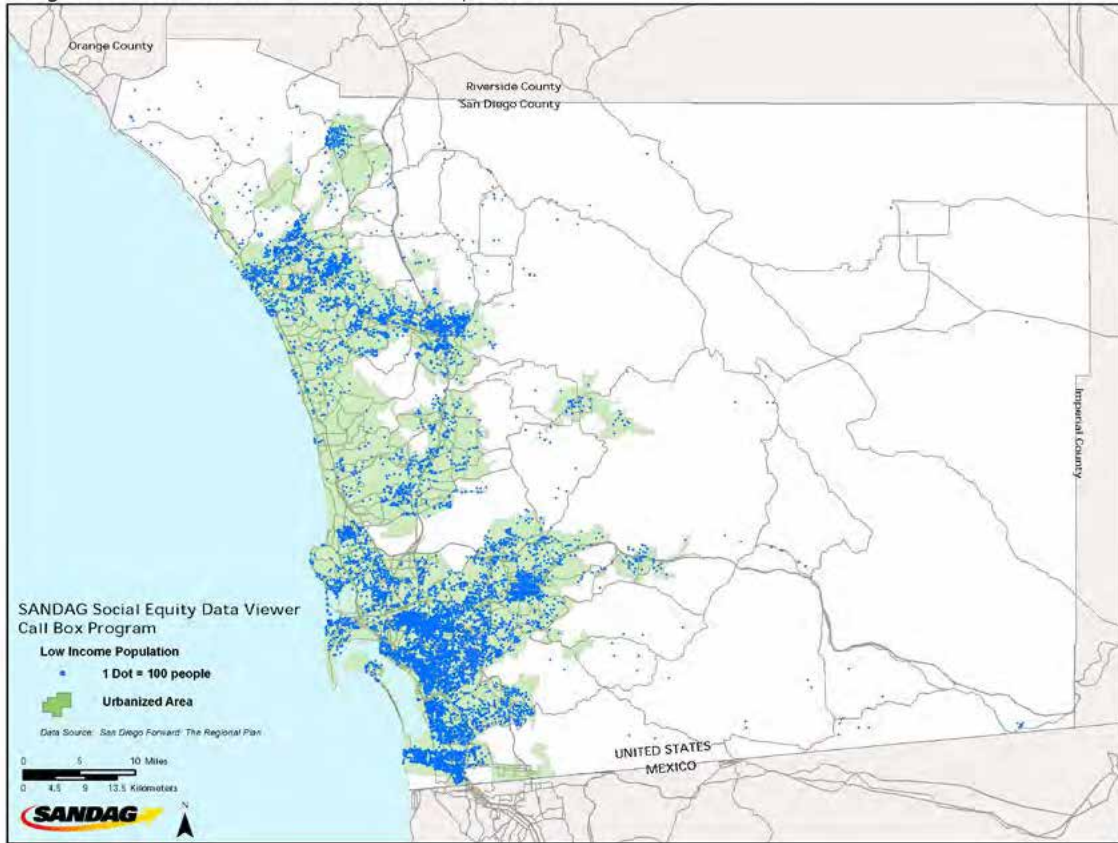 Orange County
Riverside County
San Diego County
Imperial County
SANDAG Social Equity Data Viewer
Call Box Program
Low Income Population
1 Dot = 100 people
Urbanized Area
Data Source: San Diego Forward: The Regional Plan
0 5 10 Miles
0 4.5 9 13.5 Kilometers
SANDAG
N
UNITED STATES
MEXICO